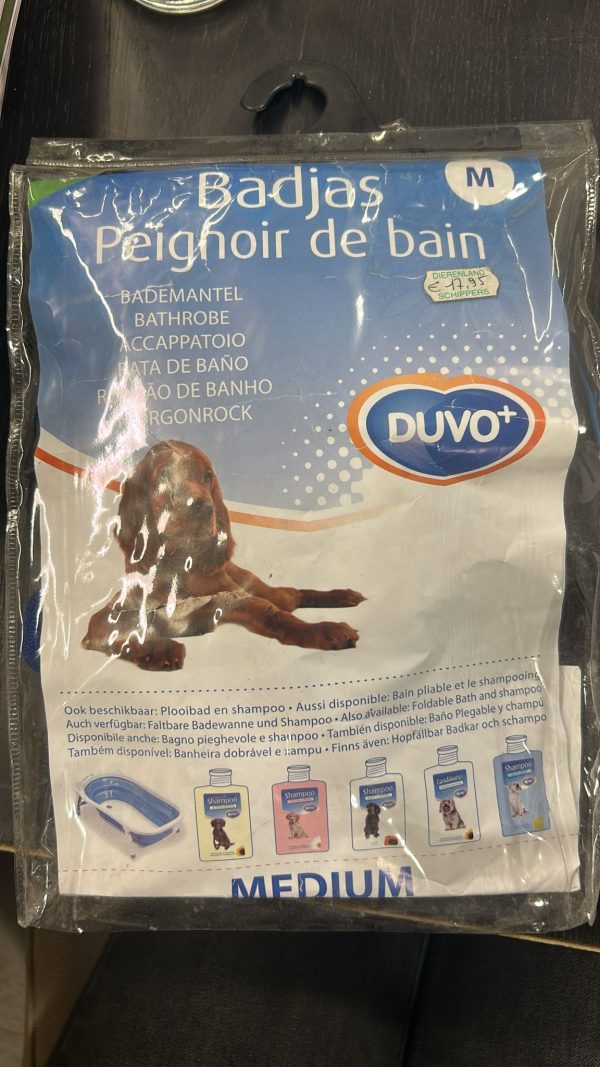 Badjas
M
Peignoir de bain
DIERENLAND
€ 17,95
SCHIPPERS
BADEMANTEL
BATHROBE
ACCAPPATOIO
BATA DE BAÑO
DE BANHO
DUVO+
Ook beschikbaar: Plooibad en shampoo • Aussi disponible: Bain pliable et le shampooing
Auch verfügbar: Faltbare Badewanne und Shampoo • Also available: Foldable Bath and shampoo
Disponibile anche: Bagno pieghevole e shampoo • También disponible: Baño Plegable y champú
Também disponível: Banheira dobrável e xampu • Finns även: Hopfällbar Badkar och schampo
Shampoo
Shampoo
Shampoo
Conditioner
Shampoo
MEDIUM